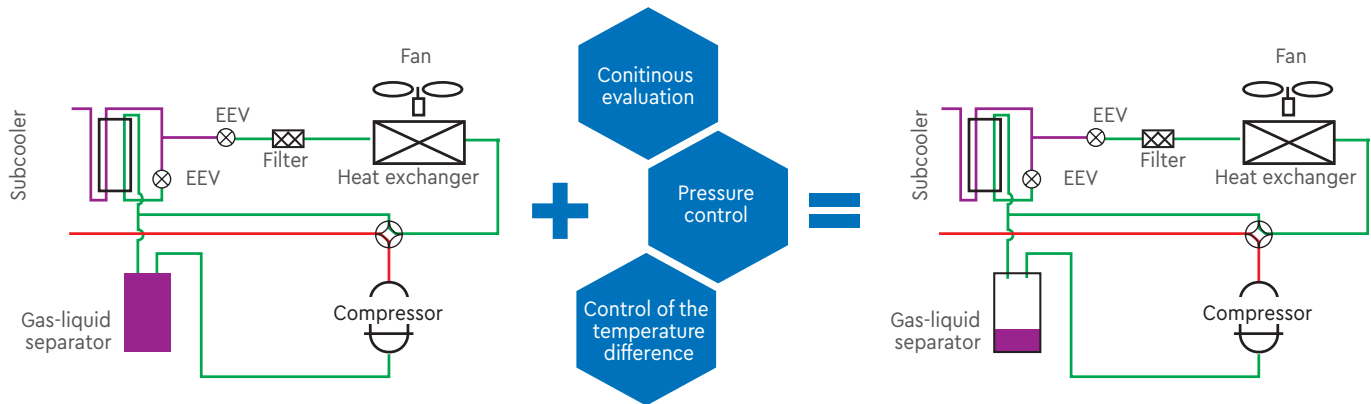 Fan
Subcooler
EEV
Filter
EEV
Heat exchanger
Gas-liquid
separator
Compressor
Conitinous
evaluation
Pressure
control
Control of the
temperature
difference
Fan
Subcooler
EEV
Filter
EEV
Heat exchanger
Gas-liquid
separator
Compressor